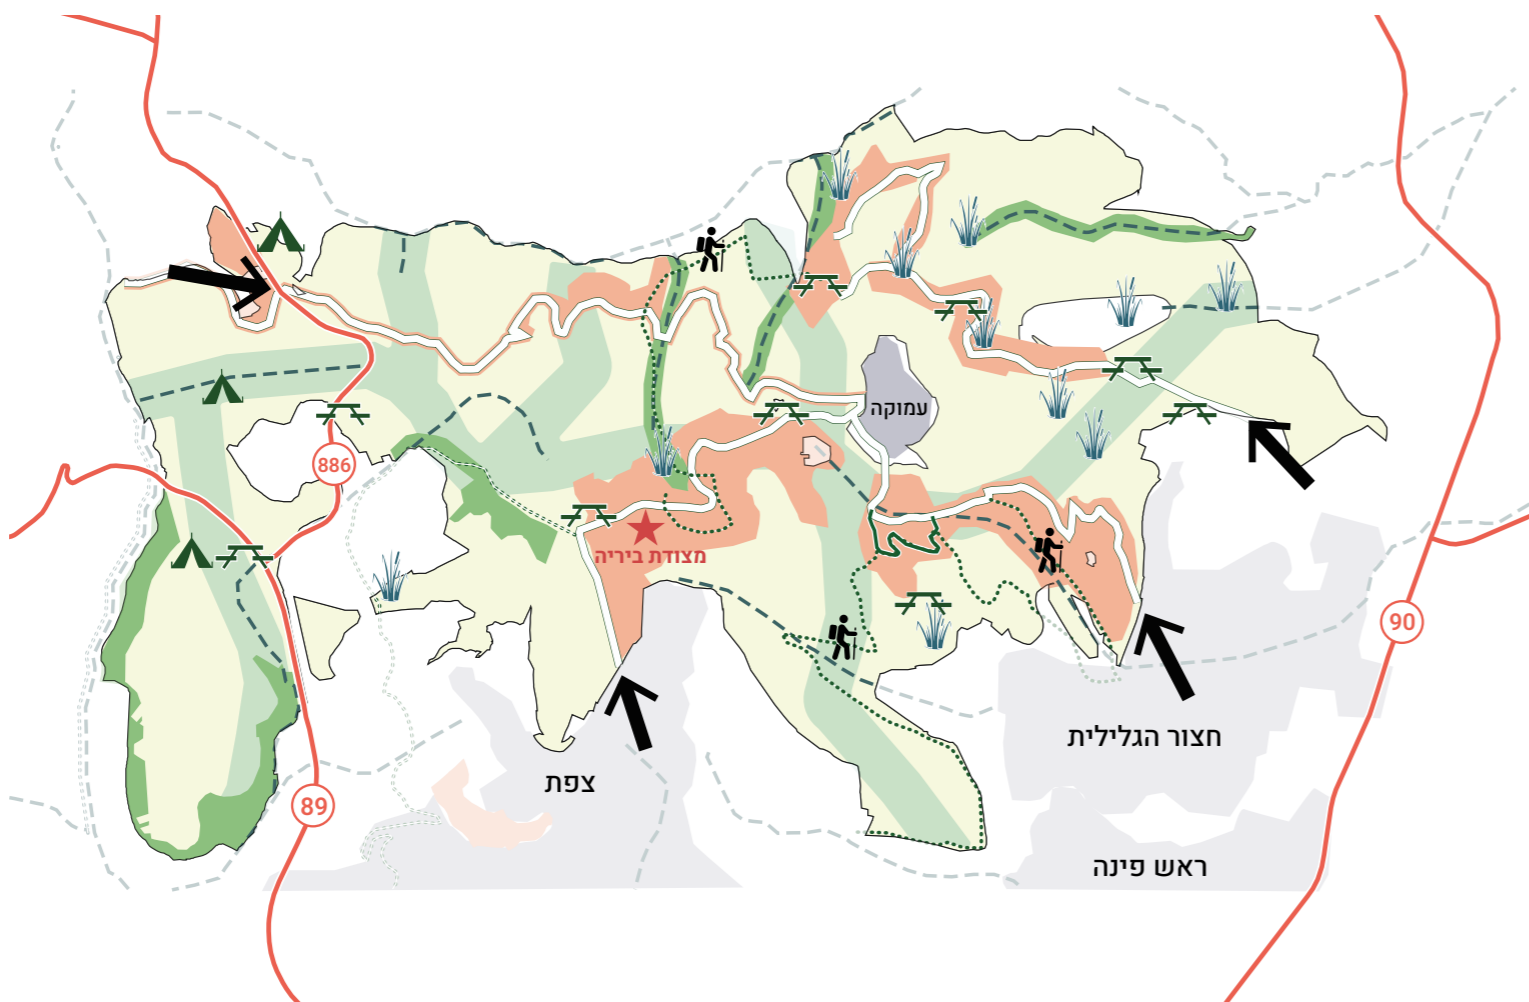 עמוקה
886
מצודת ביריה
90
חצור הגלילית
צפת
89
ראש פינה